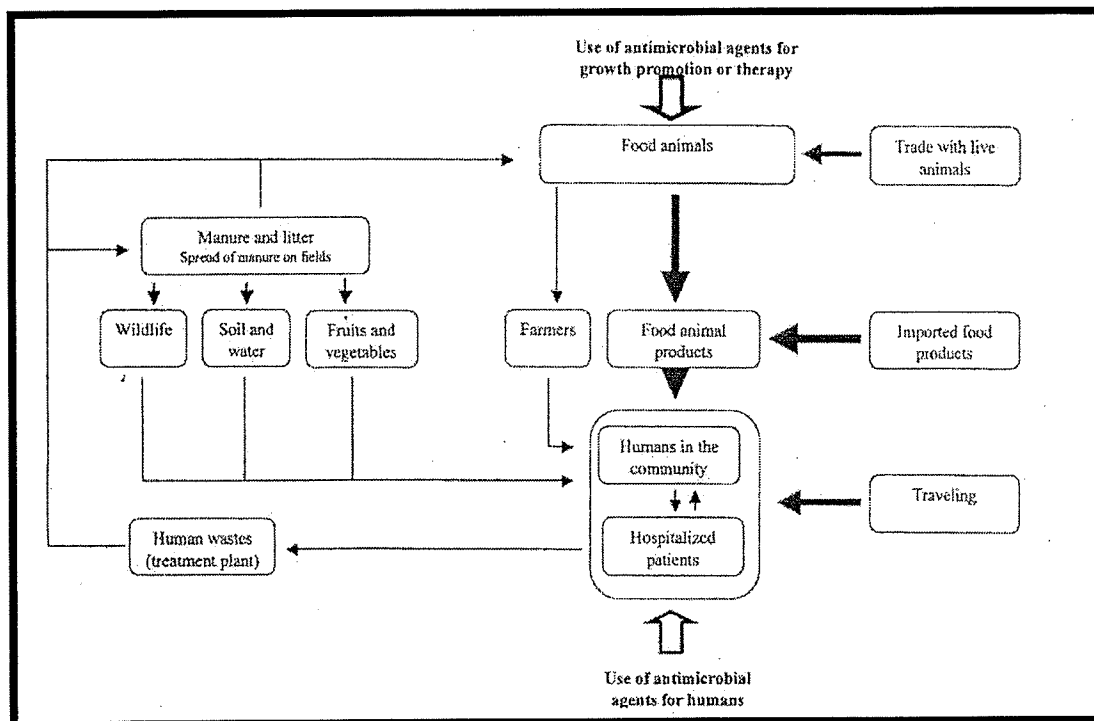 Use of antimicrobial agents for
growth promotion or therapy
Food animals
Trade with live
animals
Manure and litter
Spread of manure on fields
Wildlife
Soil and
water
Fruits and
vegetables
Farmers
Food animal
products
Imported food
products
Humans in the
community
Traveling
Hospitalized
patients
Human wastes
(treatment plant)
Use of antimicrobial
agents for humans